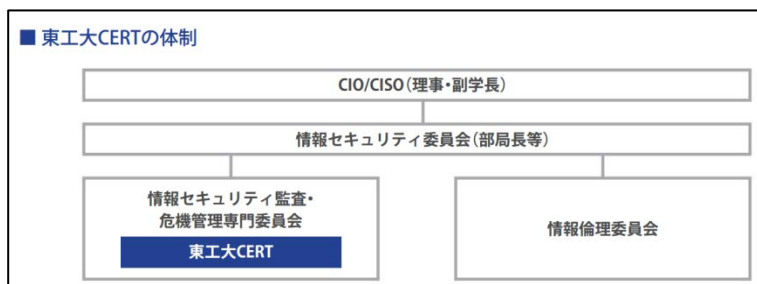 ■ 東工大CERTの体制
CIO/CISO(理事・副学長)
情報セキュリティ委員会(部局長等)
情報セキュリティ監査・
危機管理専門委員会
東工大CERT
情報倫理委員会